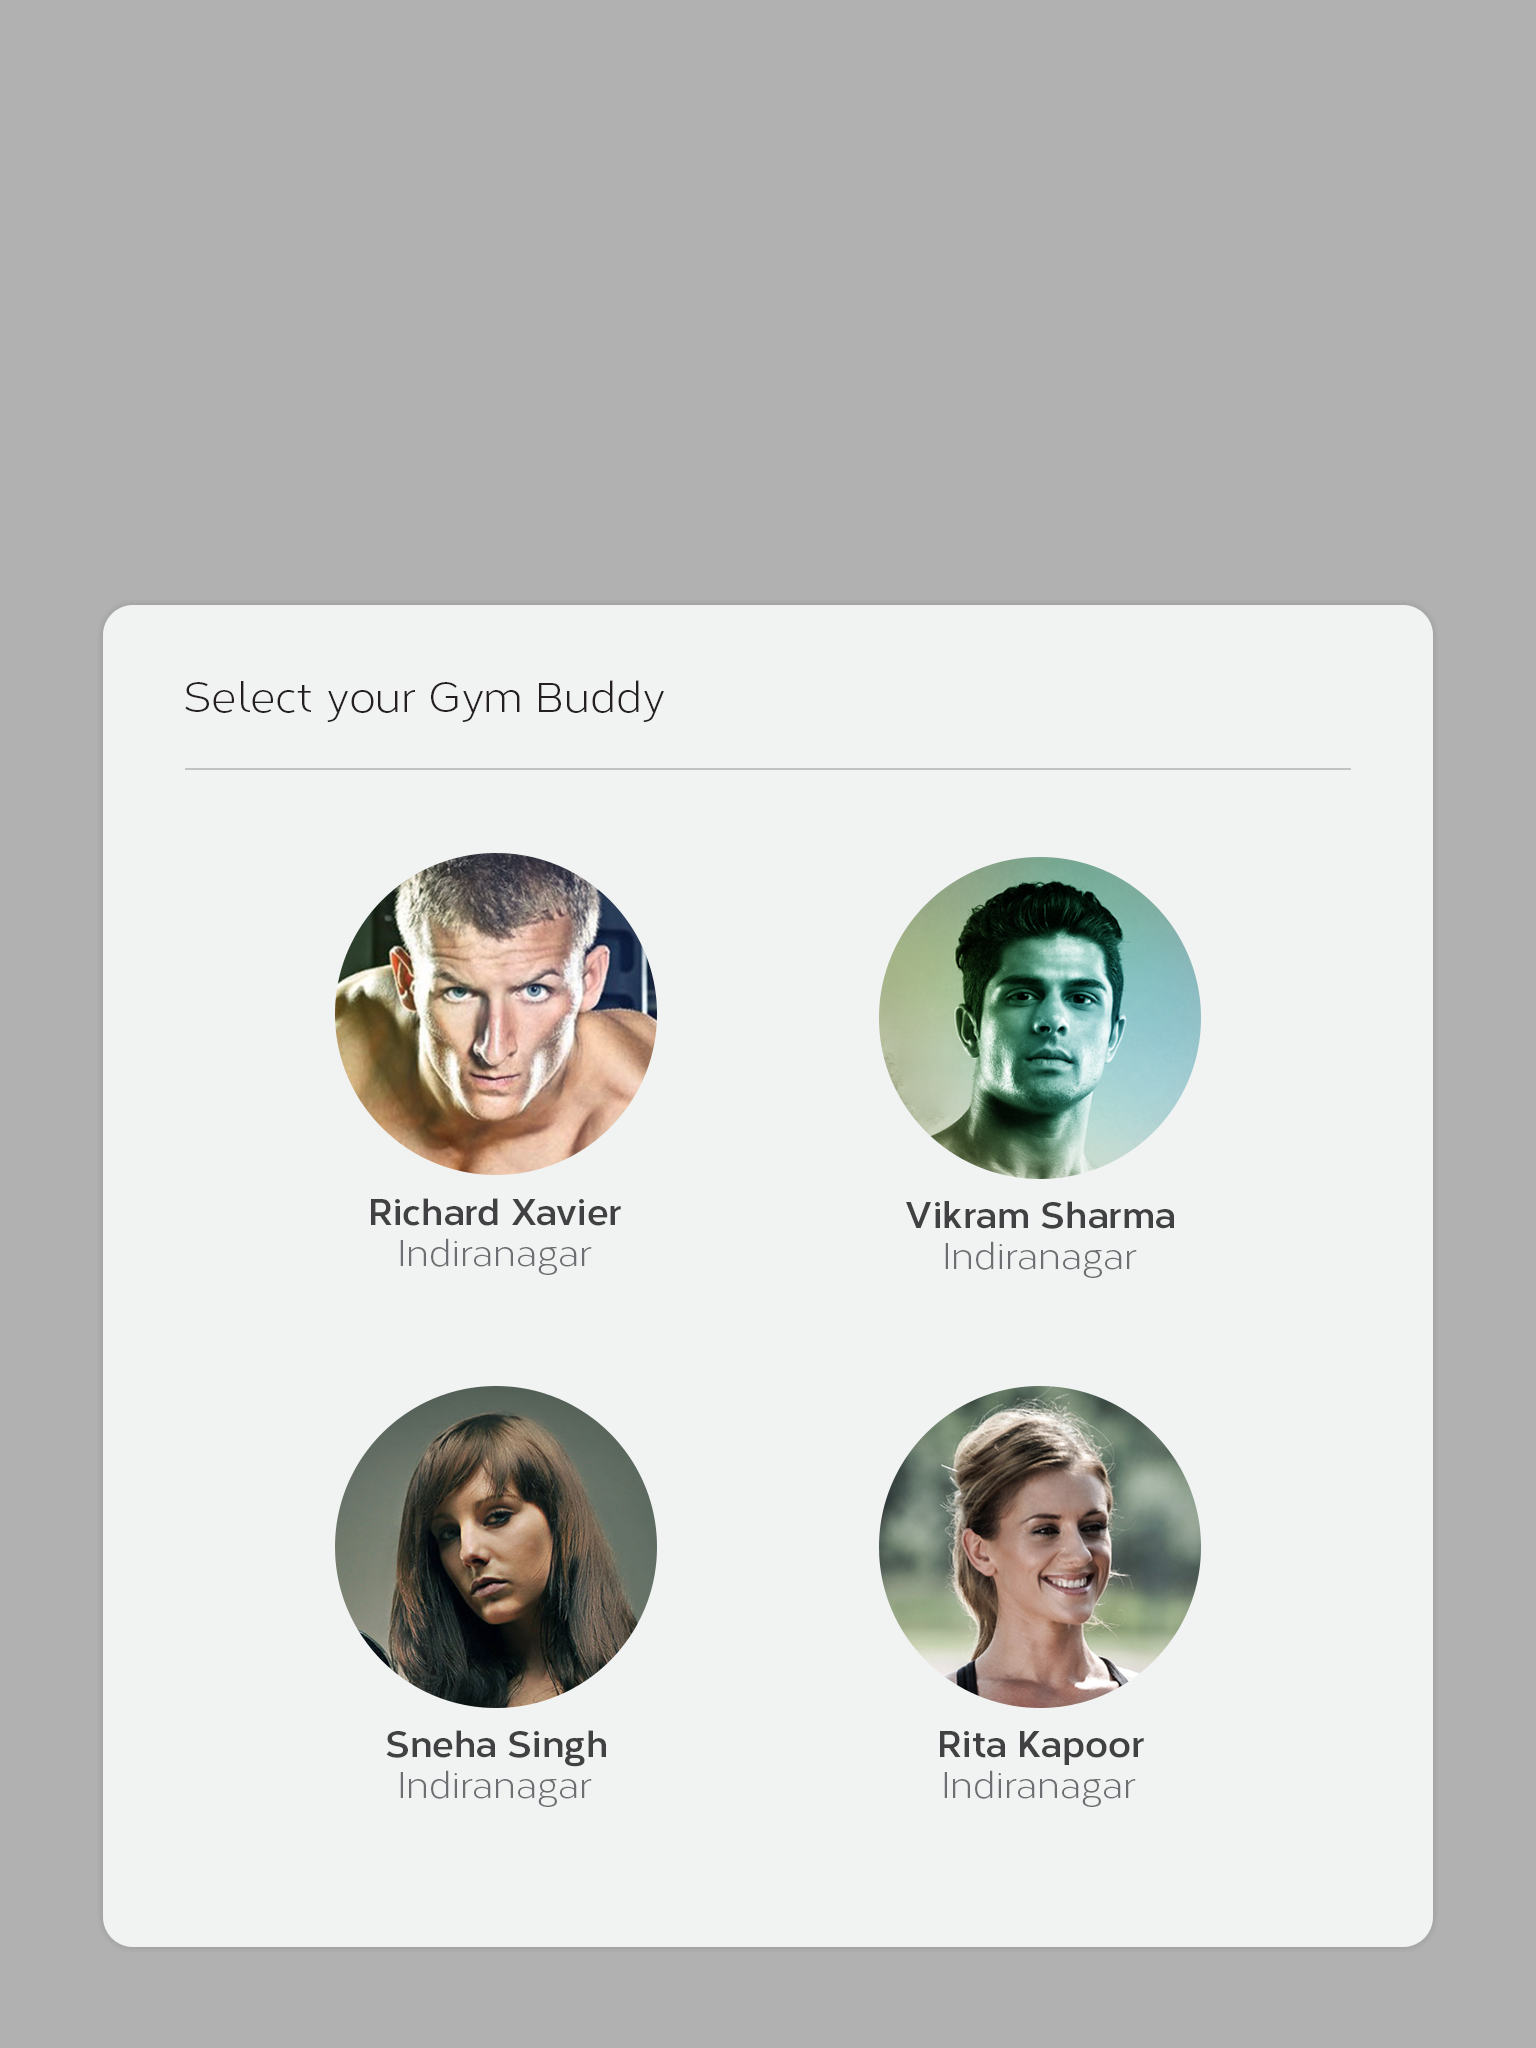 Select your Gym Buddy
Richard Xavier
Indiranagar
Vikram Sharma
Indiranagar
Sneha Singh
Indiranagar
Rita Kapoor
Indiranagar